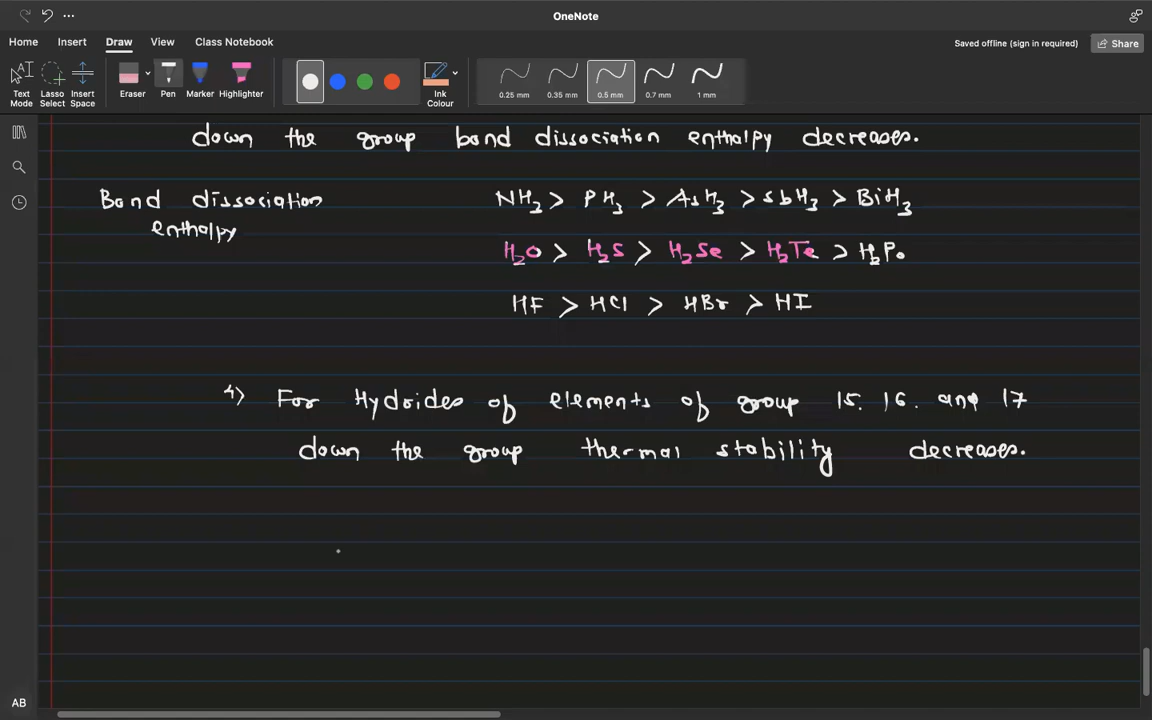 OneNote
Home Insert Draw View Class Notebook
Saved offline (sign in required) Share
Text Mode Lasso Select Insert Space Eraser Pen Marker Highlighter Ink Colour 0.25 mm 0.35 mm 0.5 mm 0.7 mm 1 mm
down the group bond dissociation enthalpy decreases.
Bond dissociation enthalpy
NH₃ > PH₃ > AsH₃ > SbH₃ > BiH₃
H₂O > H₂S > H₂Se > H₂Te > H₂Po
HF > HCl > HBr > HI
4) For Hydrides of elements of group 15. 16. and 17
down the group thermal stability decreases.
AB